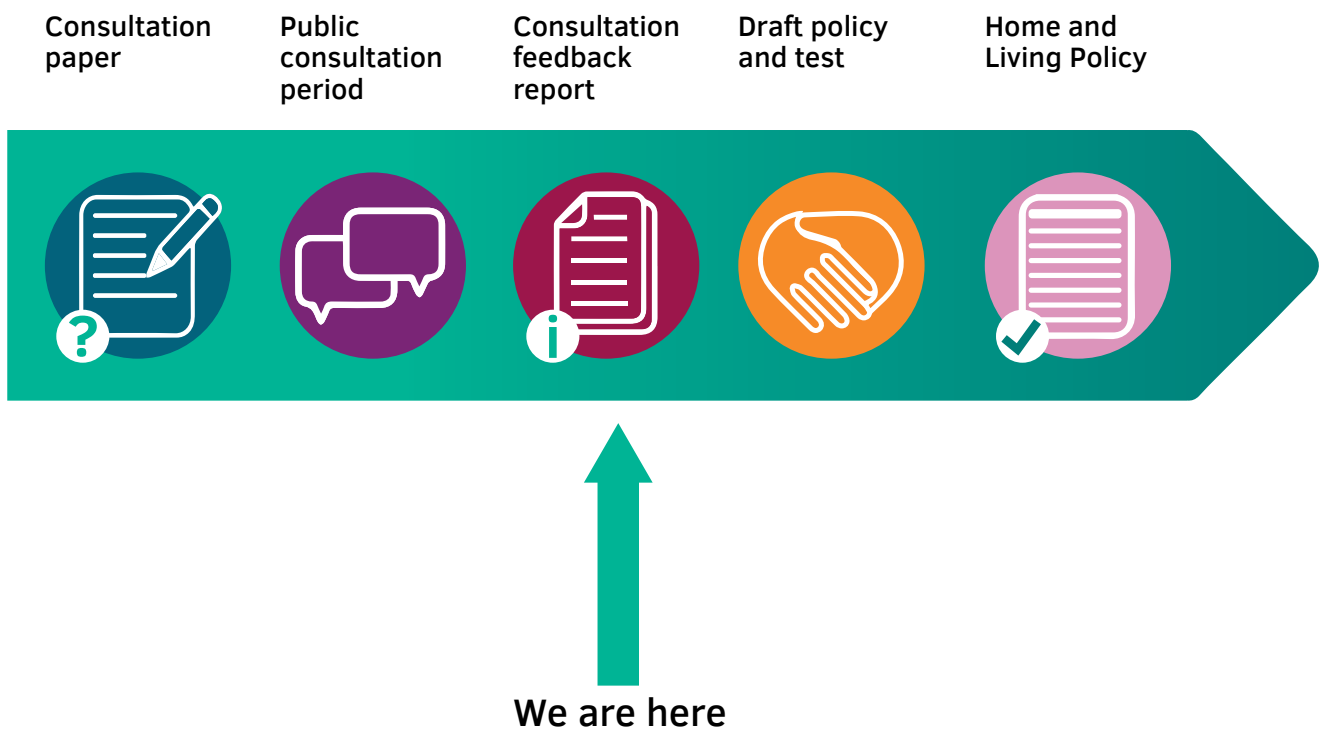 Consultation
paper
Public
consultation
period
Consultation
feedback
report
Draft policy
and test
Home and
Living Policy
?
i
We are here